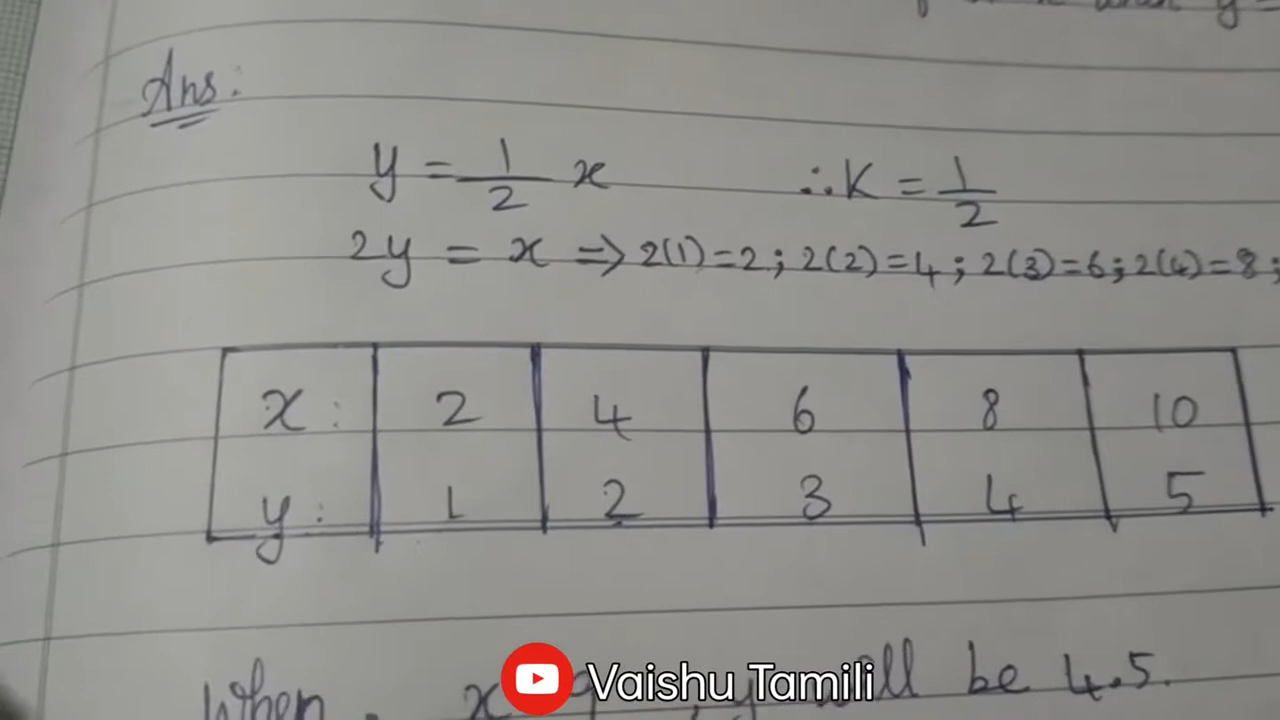 y =
Ans:
y = 1/2 x ∴ K = 1/2
2y = x => 2(1)=2; 2(2)=4; 2(3)=6; 2(4)=8;
x: 2 4 6 8 10
y: 1 2 3 4 5
When x 9 y will be 4.5.
Vaishu Tamili